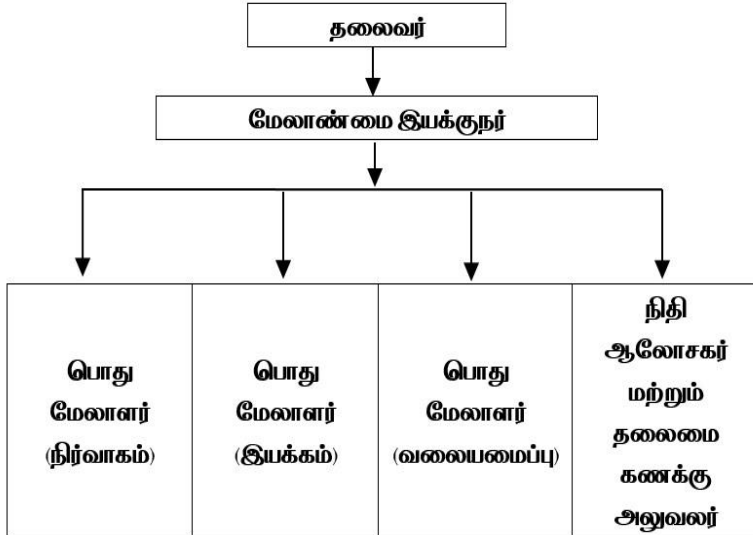 தலைவர்
மேலாண்மை இயக்குநர்
பொது
மேலாளர்
(நிர்வாகம்)
பொது
மேலாளர்
(இயக்கம்)
பொது
மேலாளர்
(வலையமைப்பு)
நிதி
ஆலோசகர்
மற்றும்
தலைமை
கணக்கு
அலுவலர்